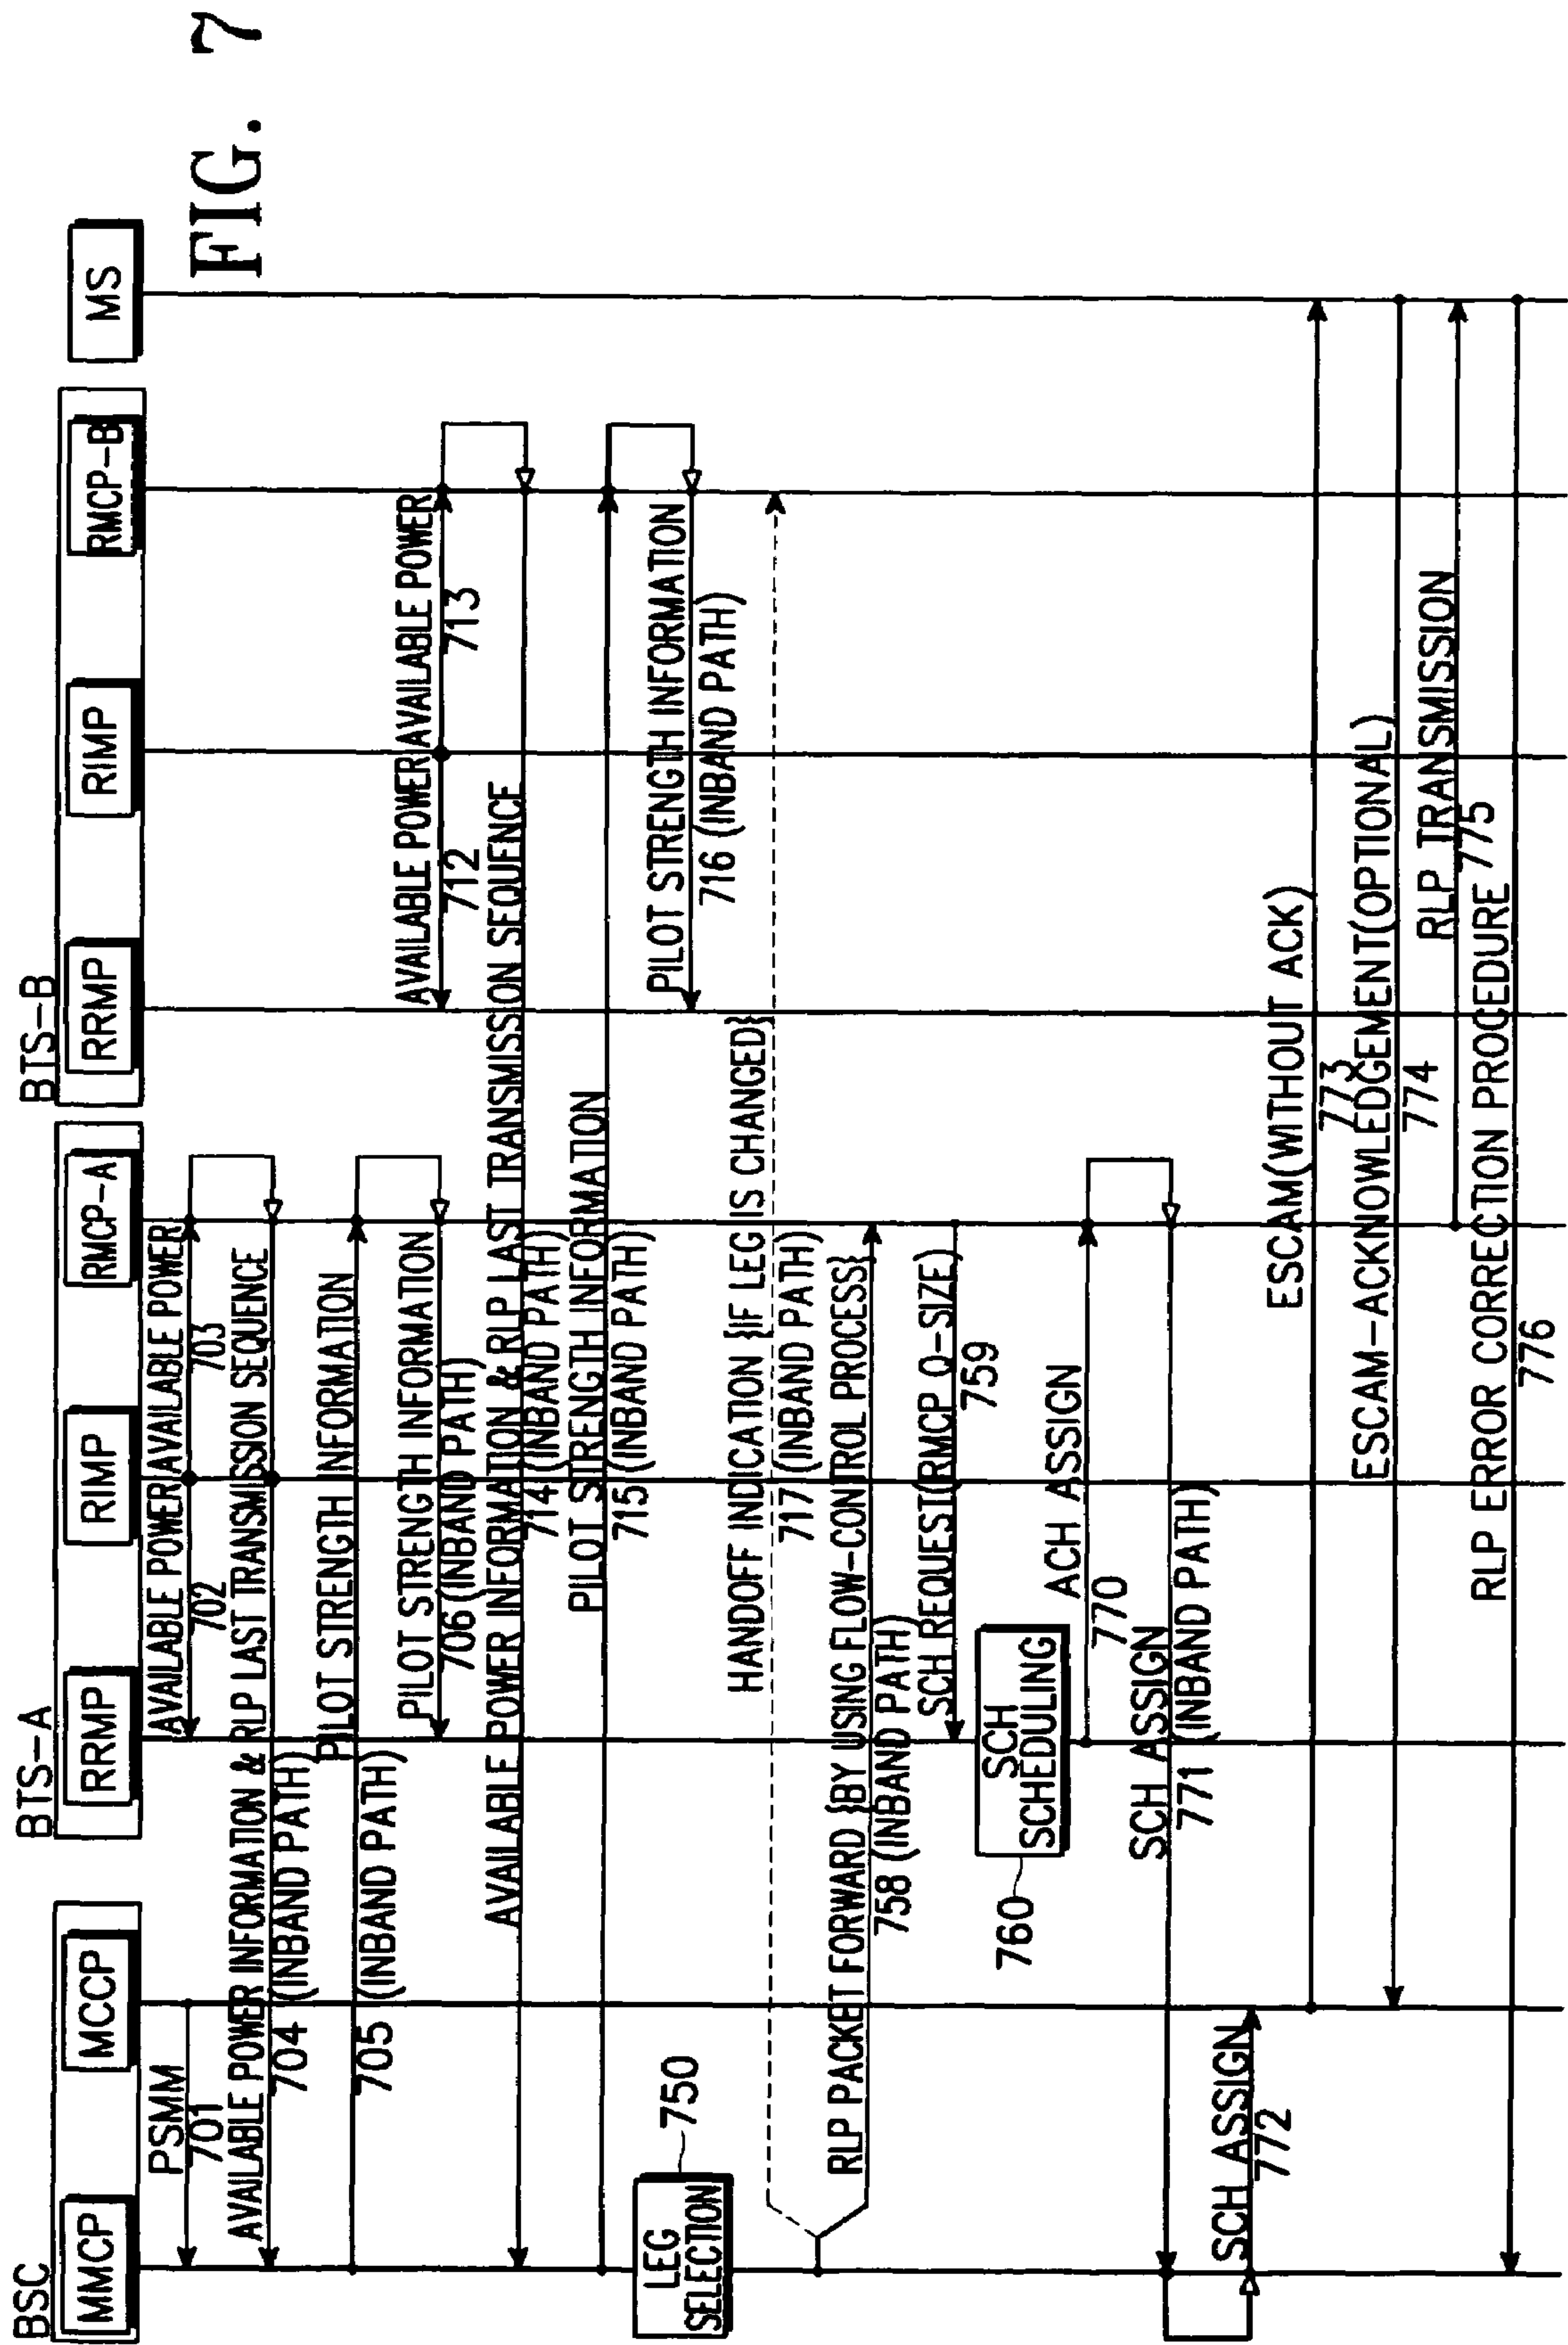 FIG. 7
BSC
BTS-A
BTS-B
MMCP
MCCP
RRMP
RIMP
RMCP-A
RRMP
RIMP
RMCP-B
MS
PSMM
701
AVAILABLE POWER
702
AVAILABLE POWER
703
AVAILABLE POWER INFORMATION & RLP LAST TRANSMISSION SEQUENCE
704 (INBAND PATH)
PILOT STRENGTH INFORMATION
705 (INBAND PATH)
PILOT STRENGTH INFORMATION
706 (INBAND PATH)
AVAILABLE POWER
712
AVAILABLE POWER
713
AVAILABLE POWER INFORMATION & RLP LAST TRANSMISSION SEQUENCE
714 (INBAND PATH)
PILOT STRENGTH INFORMATION
715 (INBAND PATH)
PILOT STRENGTH INFORMATION
716 (INBAND PATH)
LEG
SELECTION
750
HANDOFF INDICATION {IF LEG IS CHANGED}
717 (INBAND PATH)
RLP PACKET FORWARD {BY USING FLOW-CONTROL PROCESS}
758 (INBAND PATH)
SCH REQUEST(RMCP Q-SIZE)
759
SCH
SCHEDULING
760
ACH ASSIGN
770
SCH ASSIGN
771 (INBAND PATH)
SCH ASSIGN
772
ESCAM(WITHOUT ACK)
773
ESCAM-ACKNOWLEDGEMENT(OPTIONAL)
774
RLP TRANSMISSION
775
RLP ERROR CORRECTION PROCEDURE
776